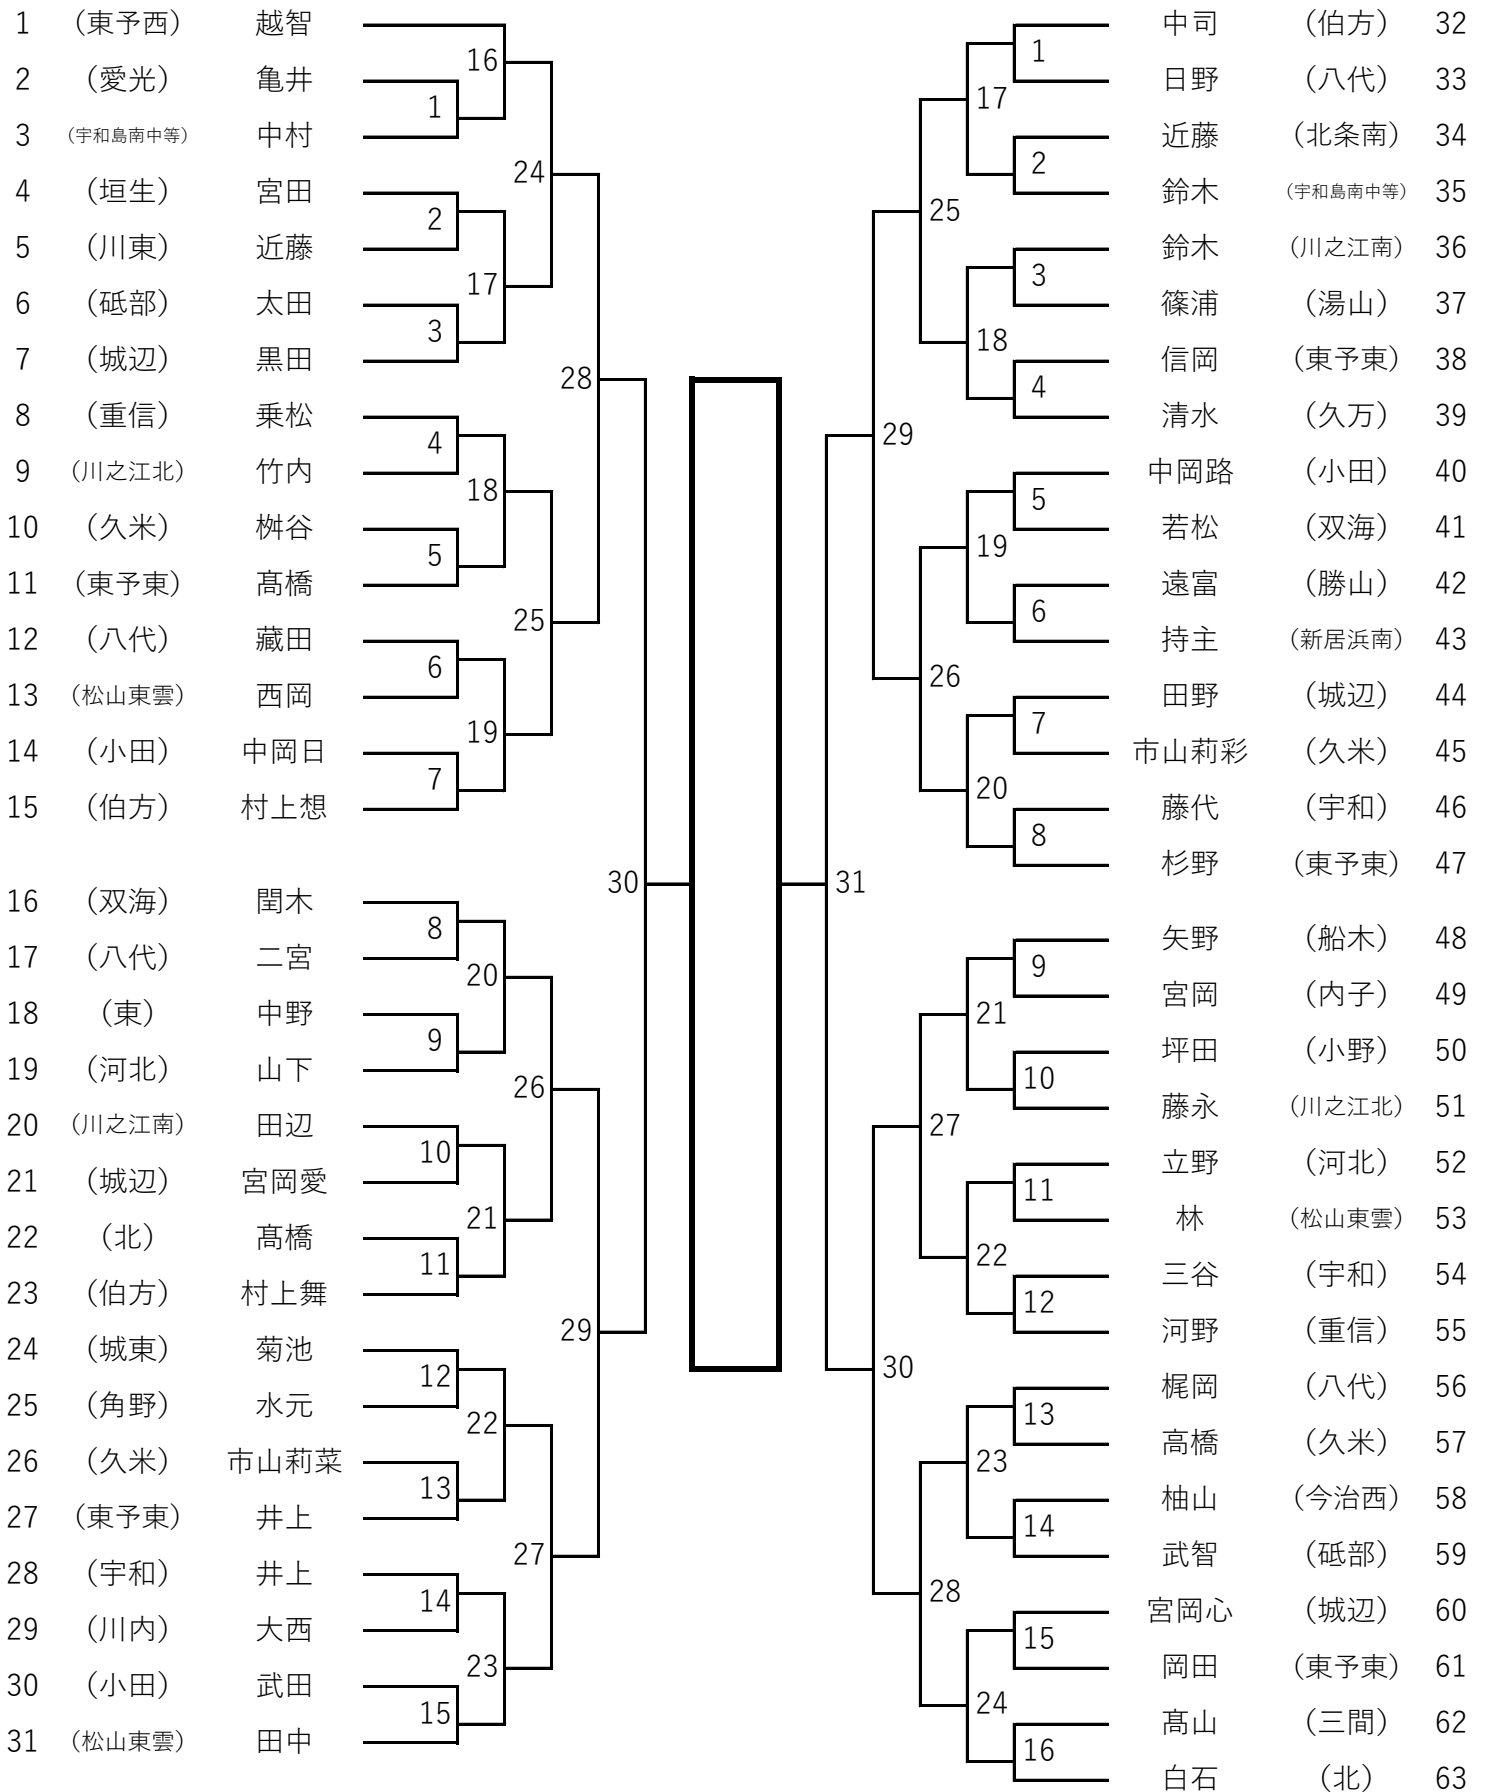 1 （東予西） 越智
2 （愛光） 亀井
3 （宇和島南中等） 中村
4 （垣生） 宮田
5 （川東） 近藤
6 （砥部） 太田
7 （城辺） 黒田
8 （重信） 乗松
9 （川之江北） 竹内
10 （久米） 桝谷
11 （東予東） 髙橋
12 （八代） 藏田
13 （松山東雲） 西岡
14 （小田） 中岡日
15 （伯方） 村上想
16 （双海） 閏木
17 （八代） 二宮
18 （東） 中野
19 （河北） 山下
20 （川之江南） 田辺
21 （城辺） 宮岡愛
22 （北） 髙橋
23 （伯方） 村上舞
24 （城東） 菊池
25 （角野） 水元
26 （久米） 市山莉菜
27 （東予東） 井上
28 （宇和） 井上
29 （川内） 大西
30 （小田） 武田
31 （松山東雲） 田中
1
2
3
4
5
6
7
8
9
10
11
12
13
14
15
16
17
18
19
20
21
22
23
24
25
26
27
28
29
30
31
29
30
25
26
27
28
17
18
19
20
21
22
23
24
1
2
3
4
5
6
7
8
9
10
11
12
13
14
15
16
中司 （伯方） 32
日野 （八代） 33
近藤 （北条南） 34
鈴木 （宇和島南中等） 35
鈴木 （川之江南） 36
篠浦 （湯山） 37
信岡 （東予東） 38
清水 （久万） 39
中岡路 （小田） 40
若松 （双海） 41
遠富 （勝山） 42
持主 （新居浜南） 43
田野 （城辺） 44
市山莉彩 （久米） 45
藤代 （宇和） 46
杉野 （東予東） 47
矢野 （船木） 48
宮岡 （内子） 49
坪田 （小野） 50
藤永 （川之江北） 51
立野 （河北） 52
林 （松山東雲） 53
三谷 （宇和） 54
河野 （重信） 55
梶岡 （八代） 56
高橋 （久米） 57
柚山 （今治西） 58
武智 （砥部） 59
宮岡心 （城辺） 60
岡田 （東予東） 61
髙山 （三間） 62
白石 （北） 63